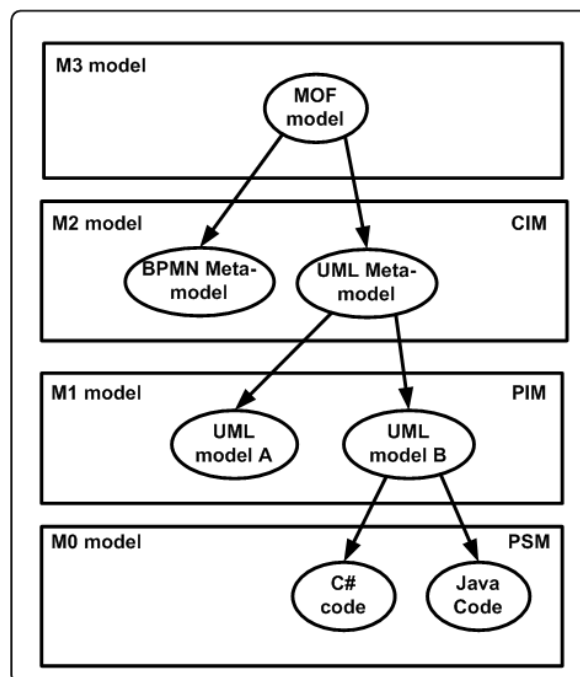 M3 model
MOF
model
M2 model
CIM
BPMN Meta-
model
UML Meta-
model
M1 model
PIM
UML
model A
UML
model B
M0 model
PSM
C#
code
Java
Code